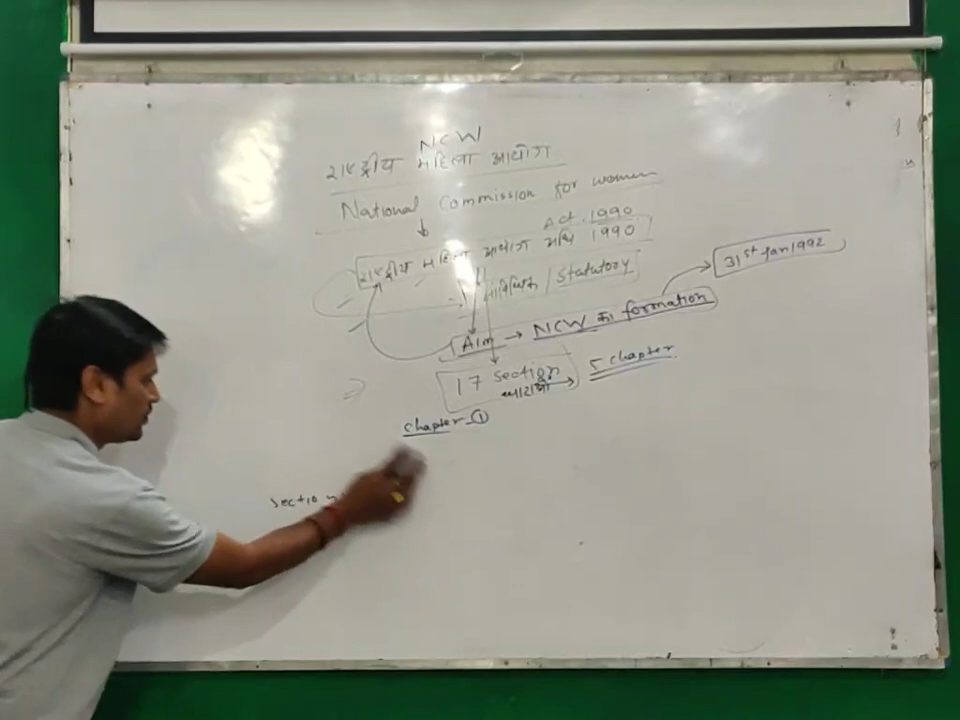 NCW
राष्ट्रीय महिला आयोग
National Commission for women
Act. 1990
राष्ट्रीय महिला आयोग अधि 1990
सांविधिक / Statutory
31st Jan 1992
Aim → NCW का formation
17 section
धाराओ
5 chapter
chapter - ①
section